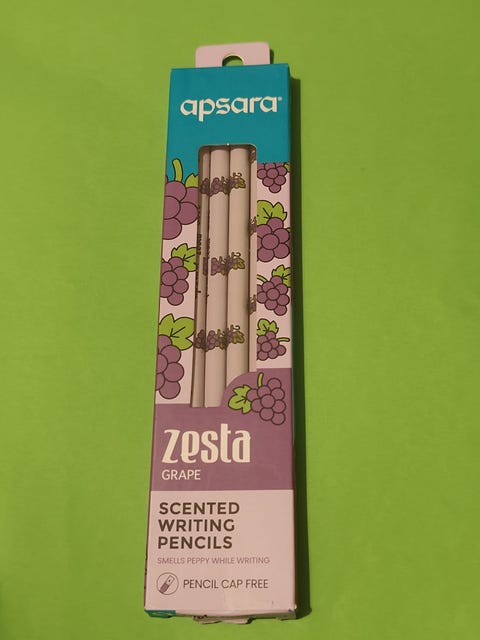 apsara®
zesta
GRAPE
SCENTED
WRITING
PENCILS
SMELLS PEPPY WHILE WRITING
PENCIL CAP FREE